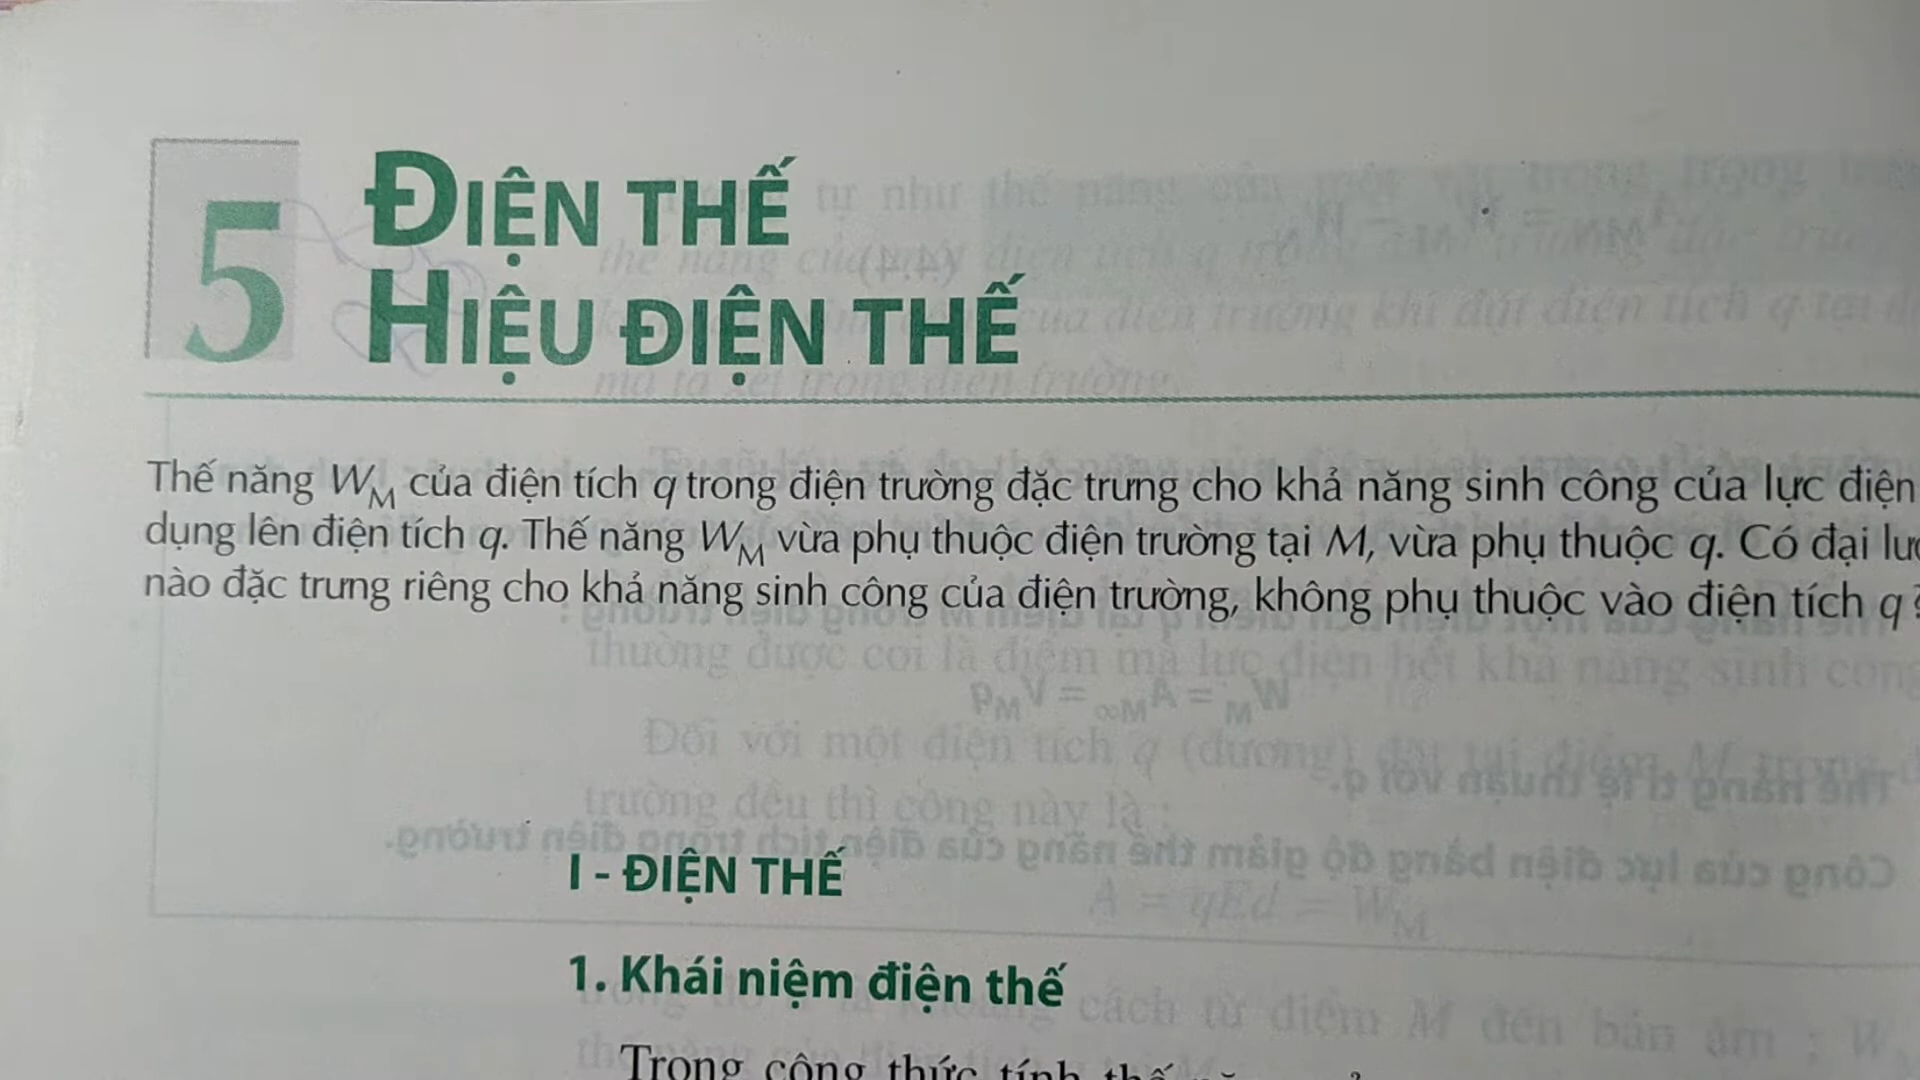 5
ĐIỆN THẾ
HIỆU ĐIỆN THẾ
Thế năng WM của điện tích q trong điện trường đặc trưng cho khả năng sinh công của lực điện
dụng lên điện tích q. Thế năng WM vừa phụ thuộc điện trường tại M, vừa phụ thuộc q. Có đại
nào đặc trưng riêng cho khả năng sinh công của điện trường, không phụ thuộc vào điện tích q?
I - ĐIỆN THẾ
1. Khái niệm điện thế
Trong công thức tính thế